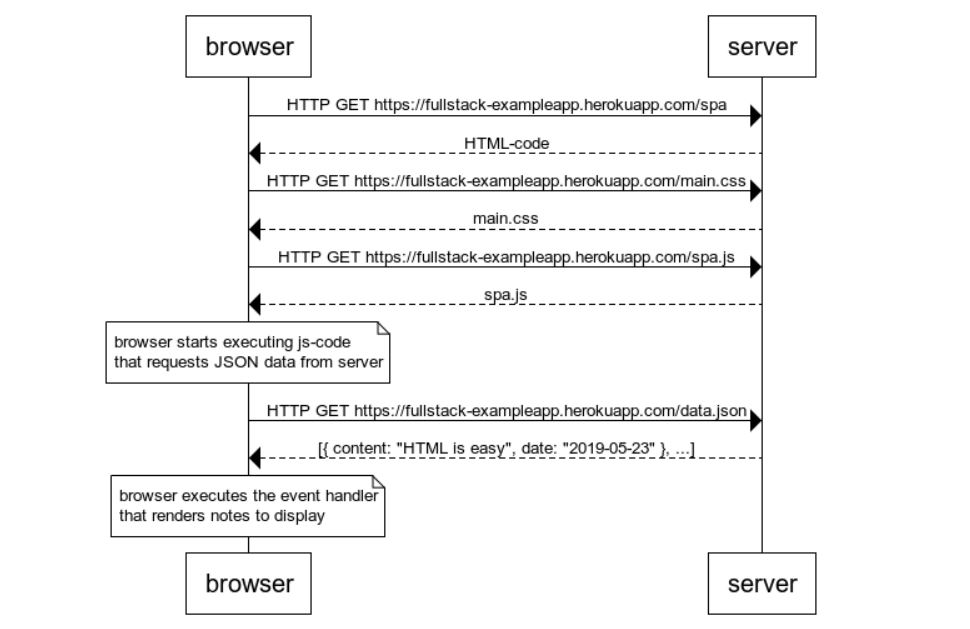 browser
server
HTTP GET https://fullstack-exampleapp.herokuapp.com/spa
HTML-code
HTTP GET https://fullstack-exampleapp.herokuapp.com/main.css
main.css
HTTP GET https://fullstack-exampleapp.herokuapp.com/spa.js
spa.js
browser starts executing js-code
that requests JSON data from server
HTTP GET https://fullstack-exampleapp.herokuapp.com/data.json
[{ content: "HTML is easy", date: "2019-05-23" }, ...]
browser executes the event handler
that renders notes to display
browser
server